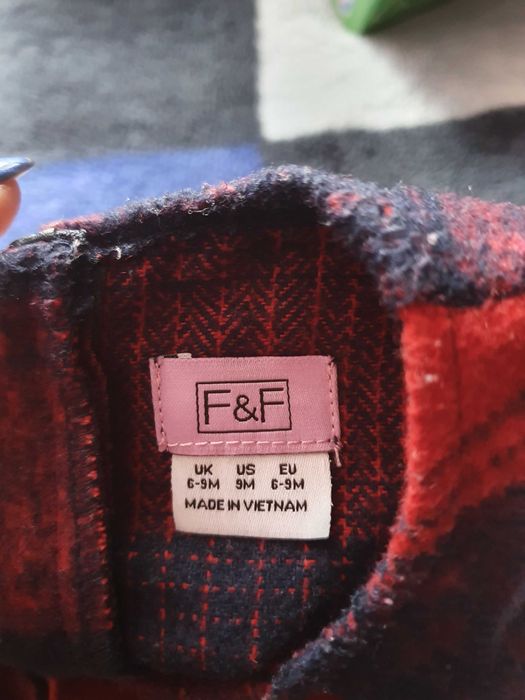 F&F
UK US EU
6-9M 9M 6-9M
MADE IN VIETNAM